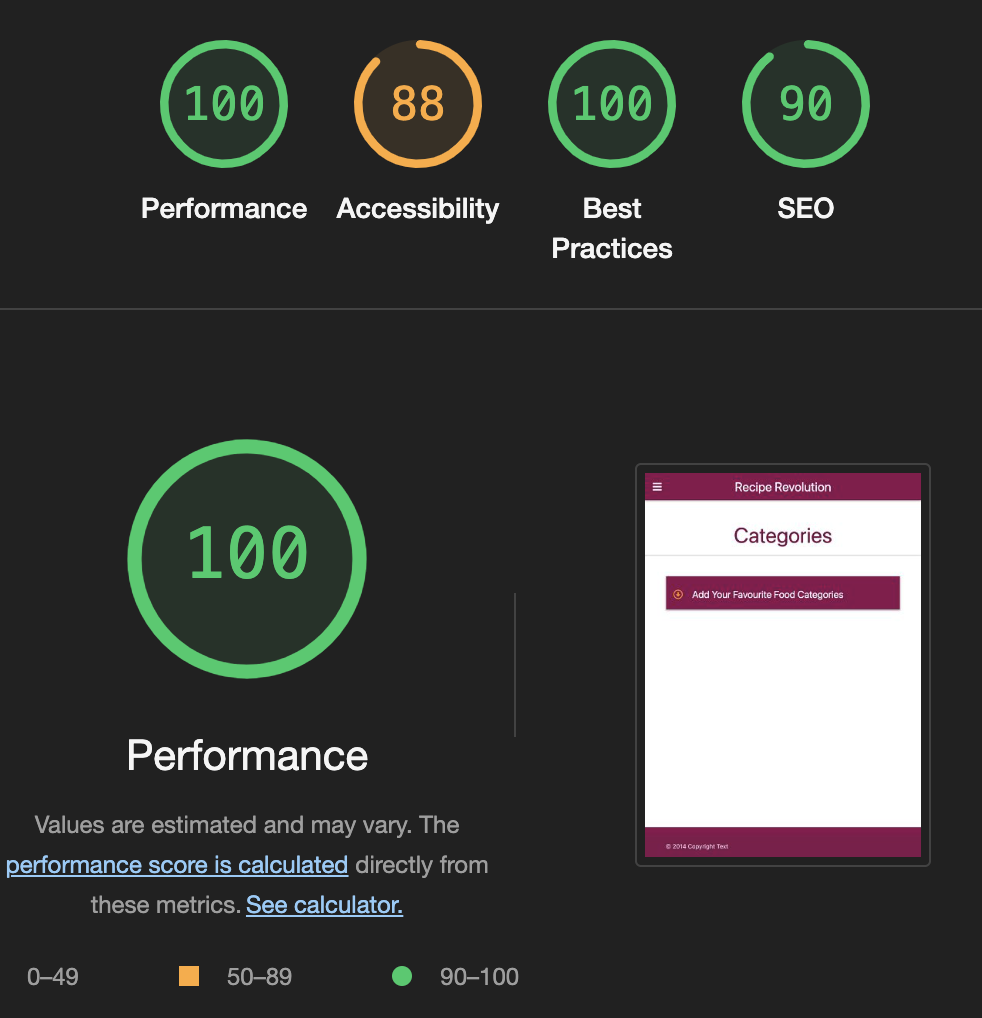 100
88
100
90
Performance
Accessibility
Best
Practices
SEO
100
Performance
Values are estimated and may vary. The
performance score is calculated directly from
these metrics. See calculator.
0–49
50–89
90–100
Recipe Revolution
Categories
Add Your Favourite Food Categories
© 2014 Copyright Text